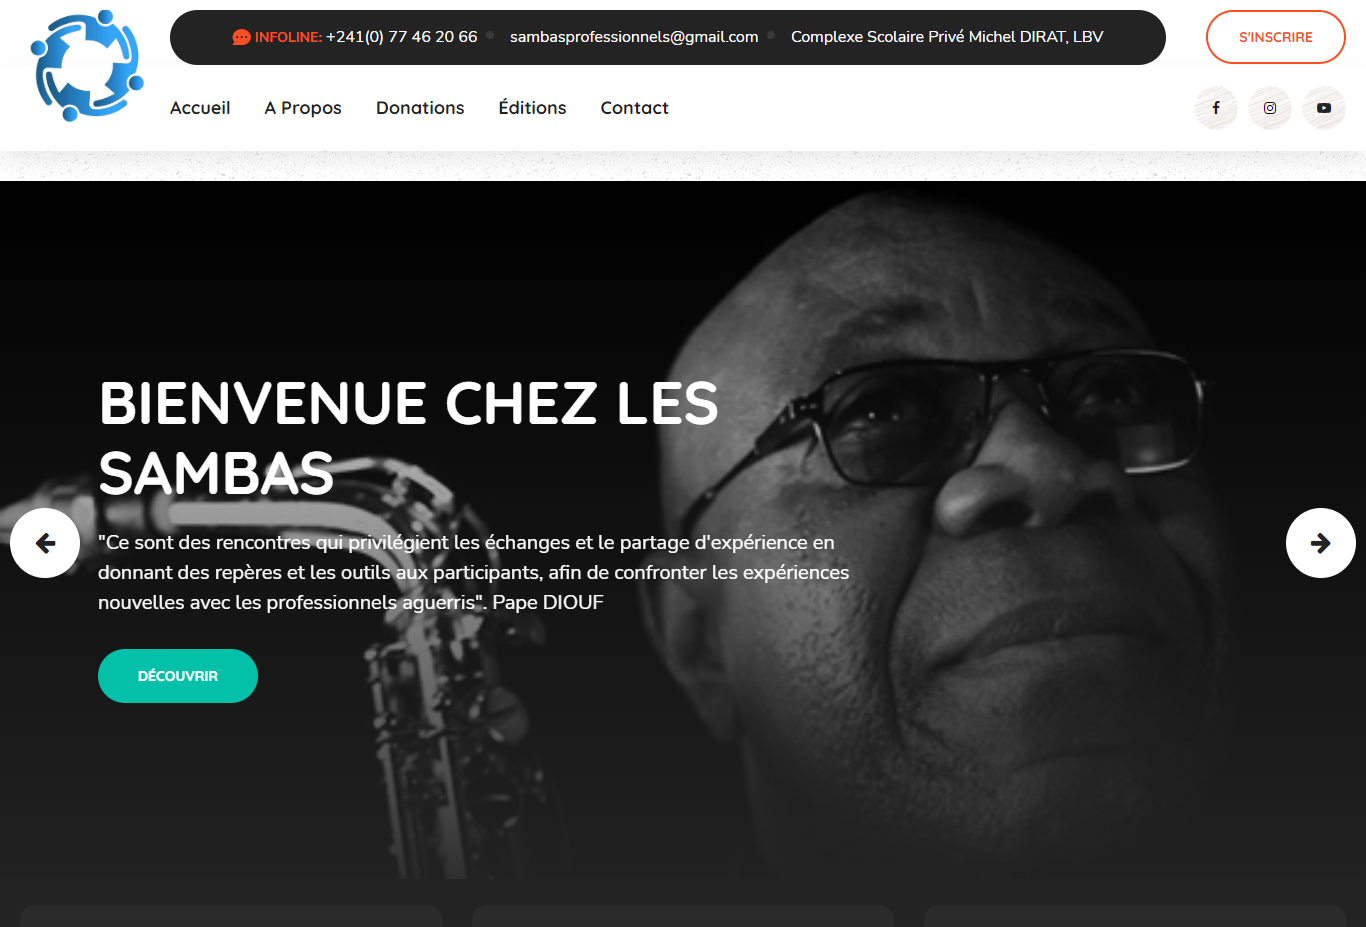 INFOLINE: +241(0) 77 46 20 66
sambasprofessionnels@gmail.com
Complexe Scolaire Privé Michel DIRAT, LBV
S'INSCRIRE
Accueil
A Propos
Donations
Éditions
Contact
BIENVENUE CHEZ LES
SAMBAS
"Ce sont des rencontres qui privilégient les échanges et le partage d'expérience en
donnant des repères et les outils aux participants, afin de confronter les expériences
nouvelles avec les professionnels aguerris". Pape DIOUF
DÉCOUVRIR